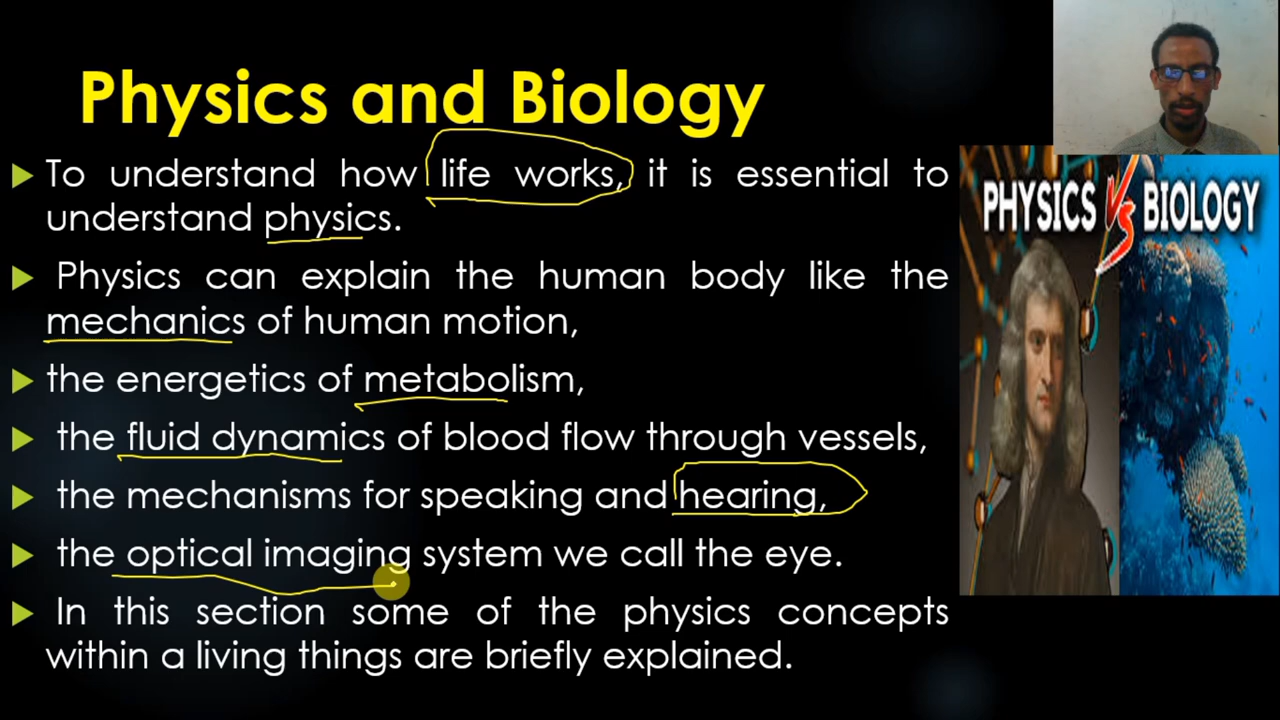 Physics and Biology
To understand how life works, it is essential to
understand physics.
Physics can explain the human body like the
mechanics of human motion,
the energetics of metabolism,
the fluid dynamics of blood flow through vessels,
the mechanisms for speaking and hearing,
the optical imaging system we call the eye.
In this section some of the physics concepts
within a living things are briefly explained.
PHYSICS VS BIOLOGY